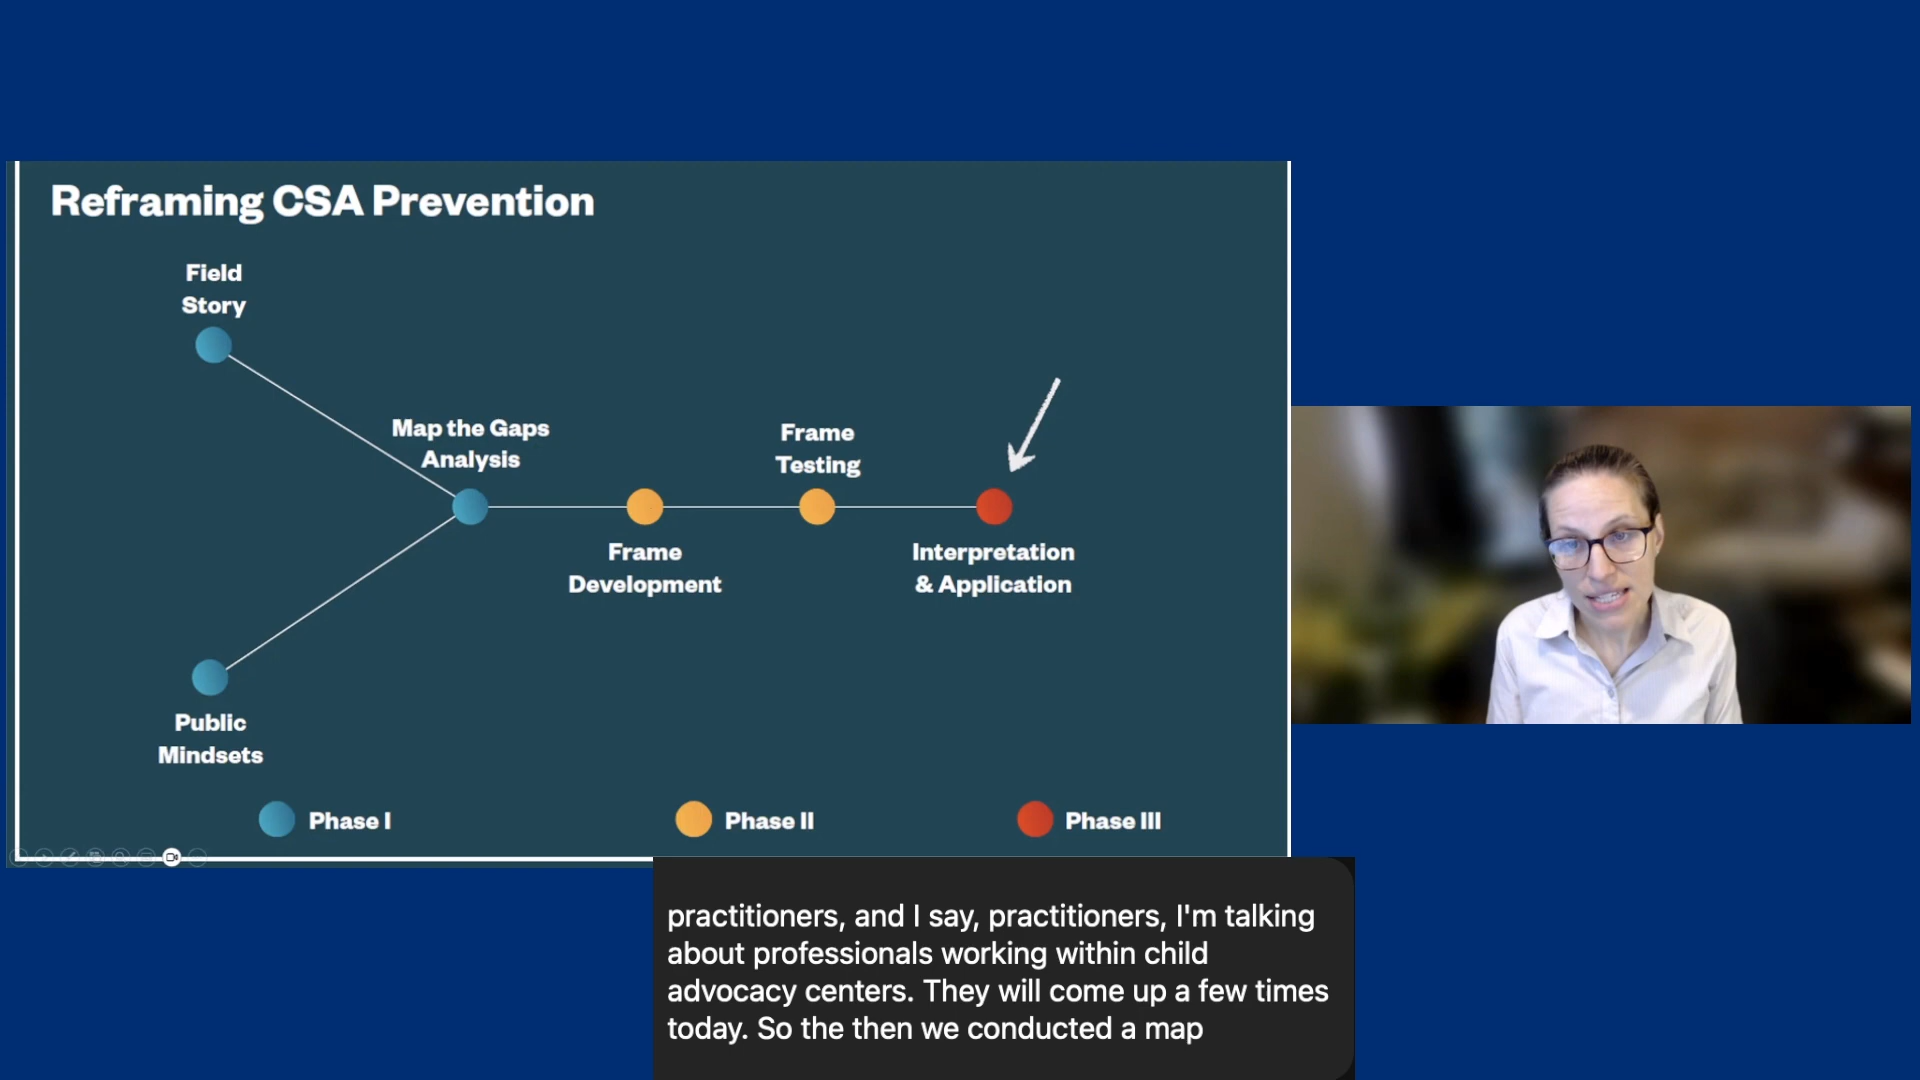 Reframing CSA Prevention
Field
Story
Map the Gaps
Analysis
Frame
Testing
Frame
Development
Interpretation
& Application
Public
Mindsets
Phase I
Phase II
Phase III
practitioners, and I say, practitioners, I'm talking
about professionals working within child
advocacy centers. They will come up a few times
today. So the then we conducted a map